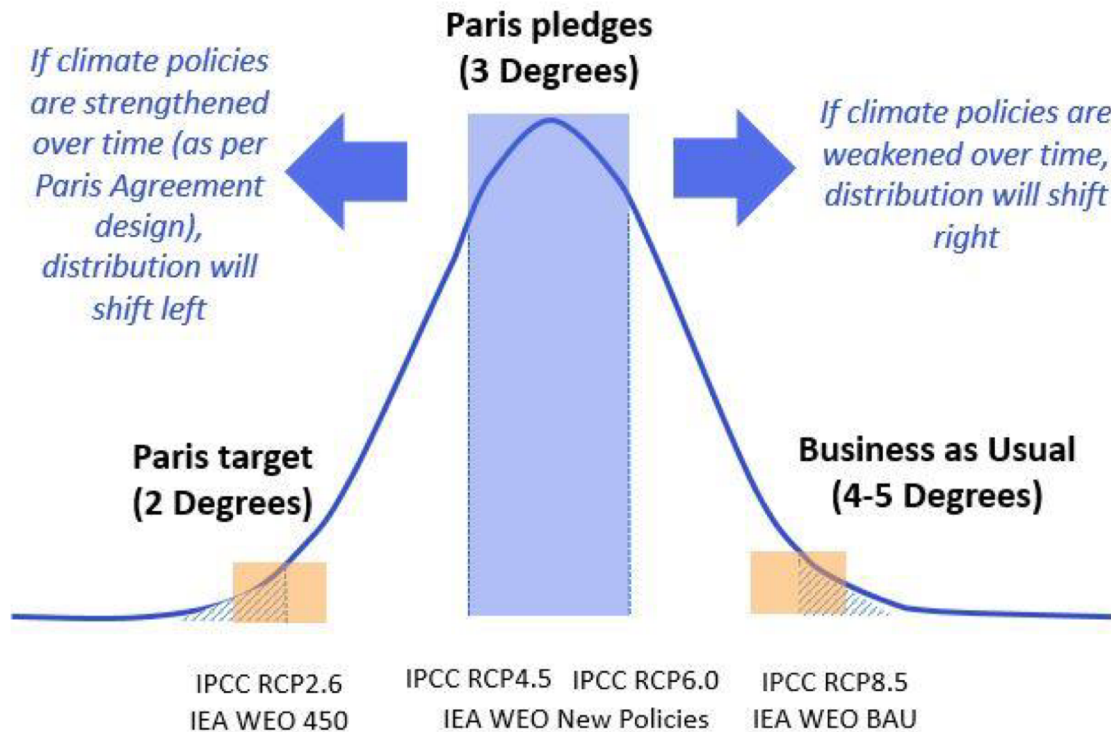 Paris pledges
(3 Degrees)
If climate policies
are strengthened
over time (as per
Paris Agreement
design),
distribution will
shift left
If climate policies are
weakened over time,
distribution will shift
right
Paris target
(2 Degrees)
Business as Usual
(4-5 Degrees)
IPCC RCP2.6
IEA WEO 450
IPCC RCP4.5 IPCC RCP6.0
IEA WEO New Policies
IPCC RCP8.5
IEA WEO BAU